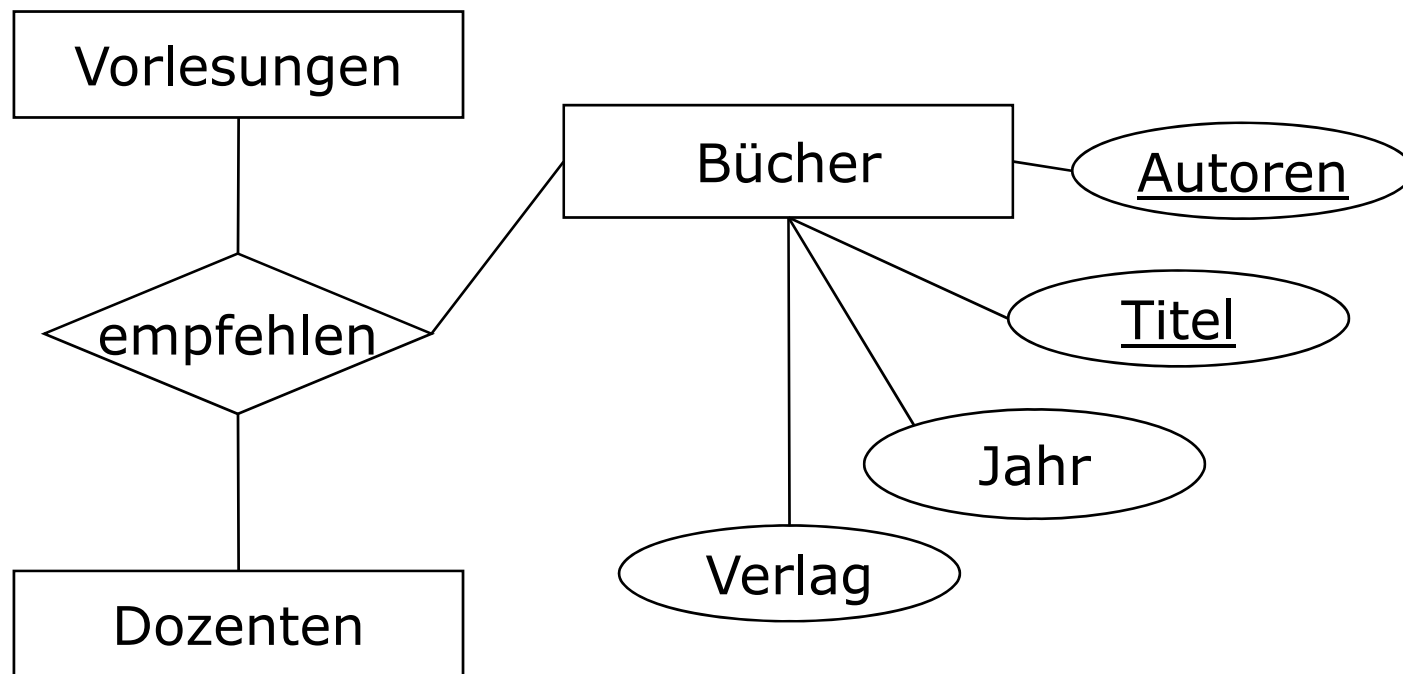 Vorlesungen
Bücher
Autoren
Titel
empfehlen
Jahr
Verlag
Dozenten